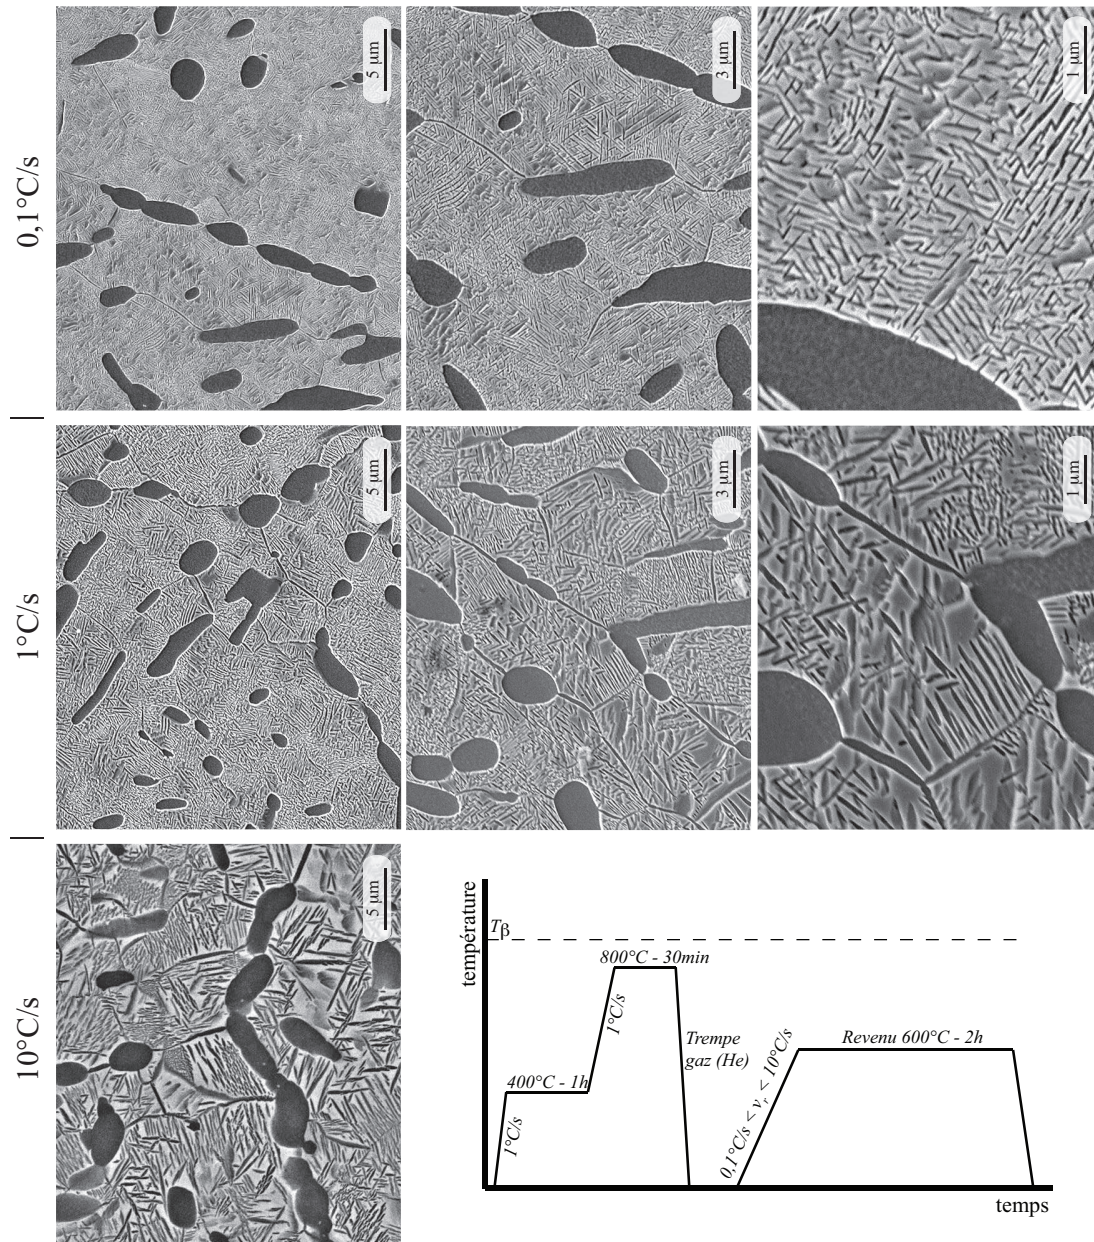 0,1°C/s
5 µm
3 µm
1 µm
1°C/s
5 µm
3 µm
1 µm
10°C/s
5 µm
température
Tβ
800°C - 30min
1°C/s
Trempe
gaz (He)
400°C - 1h
1°C/s
0,1°C/s < vr < 10°C/s
Revenu 600°C - 2h
temps